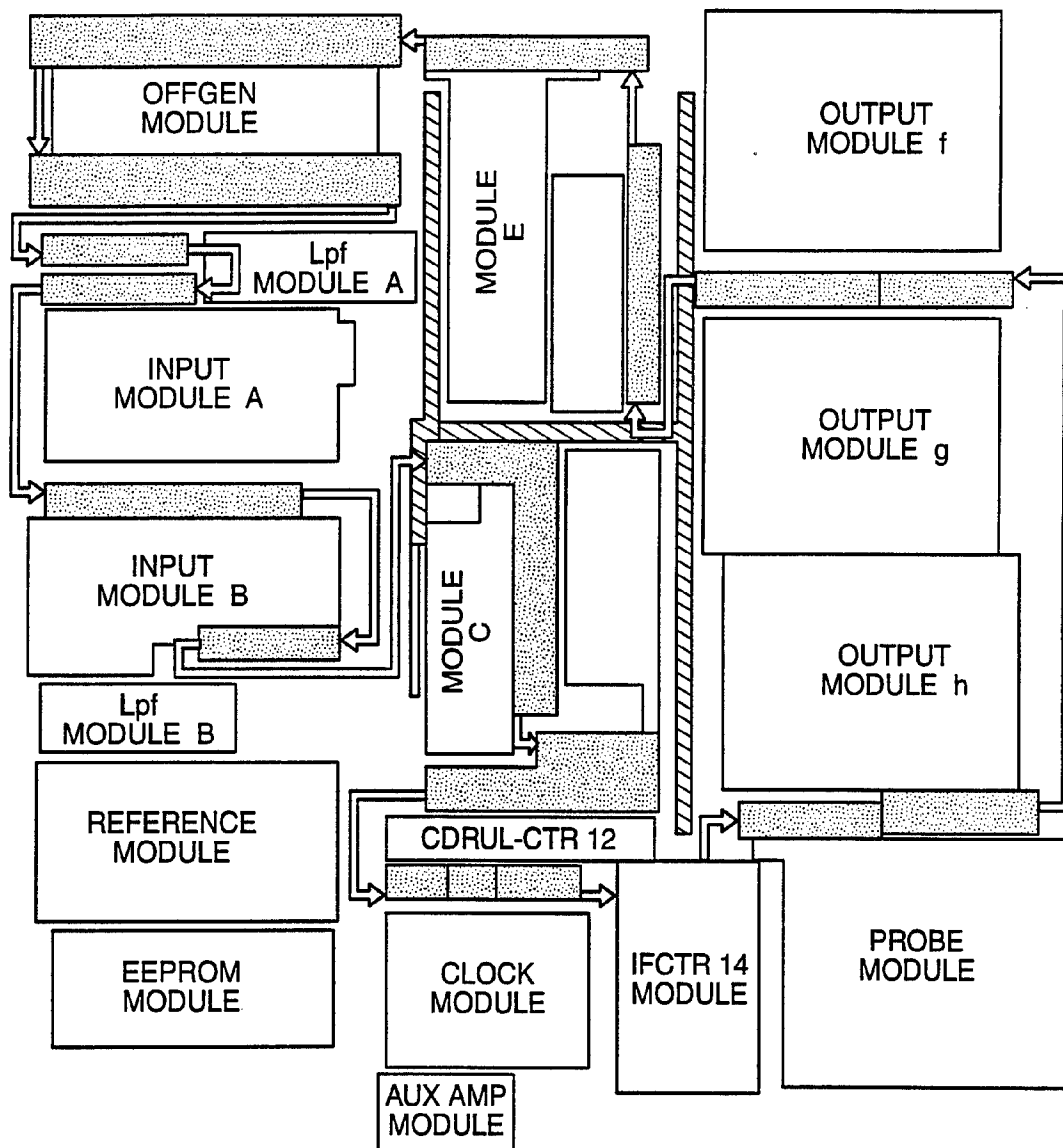 OFFGEN
MODULE
Lpf
MODULE A
INPUT
MODULE A
INPUT
MODULE B
Lpf
MODULE B
REFERENCE
MODULE
EEPROM
MODULE
MODULE
E
MODULE
C
CDRUL-CTR 12
CLOCK
MODULE
AUX AMP
MODULE
IFCTR 14
MODULE
OUTPUT
MODULE f
OUTPUT
MODULE g
OUTPUT
MODULE h
PROBE
MODULE